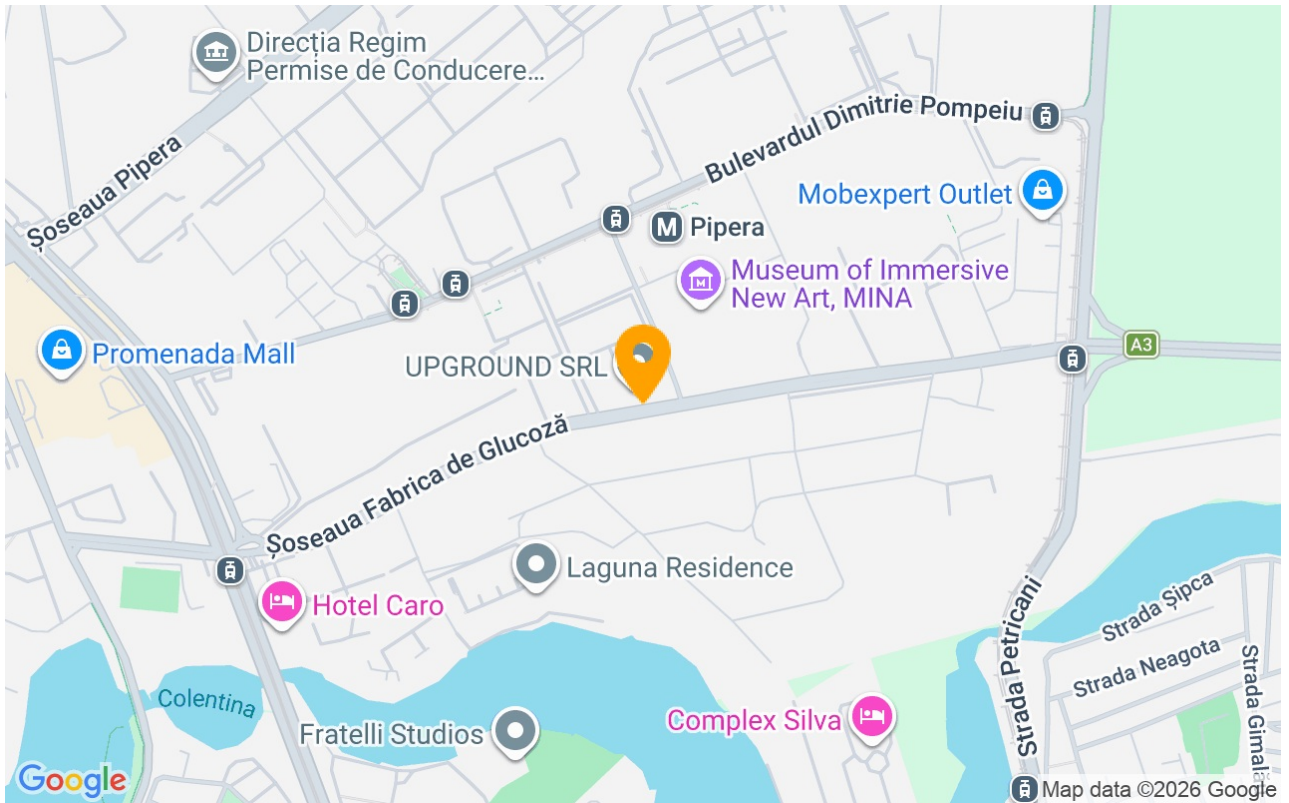 Direcția Regim
Permise de Conducere...
Șoseaua Pipera
Bulevardul Dimitrie Pompeiu
Mobexpert Outlet
M Pipera
Museum of Immersive
New Art, MINA
M
Promenada Mall
A3
UPGROUND SRL
Șoseaua Fabrica de Glucoză
Laguna Residence
Hotel Caro
Strada Șipca
Strada Petricani
Strada Neagota
Strada Gimala
Colentina
Complex Silva
Fratelli Studios
Google
Map data ©2026 Google